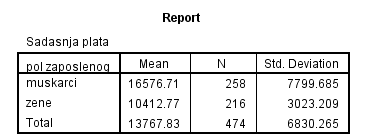 Report
Sadasnja plata
pol zaposlenog Mean N Std. Deviation
muskarci 16576.71 258 7799.685
zene 10412.77 216 3023.209
Total 13767.83 474 6830.265